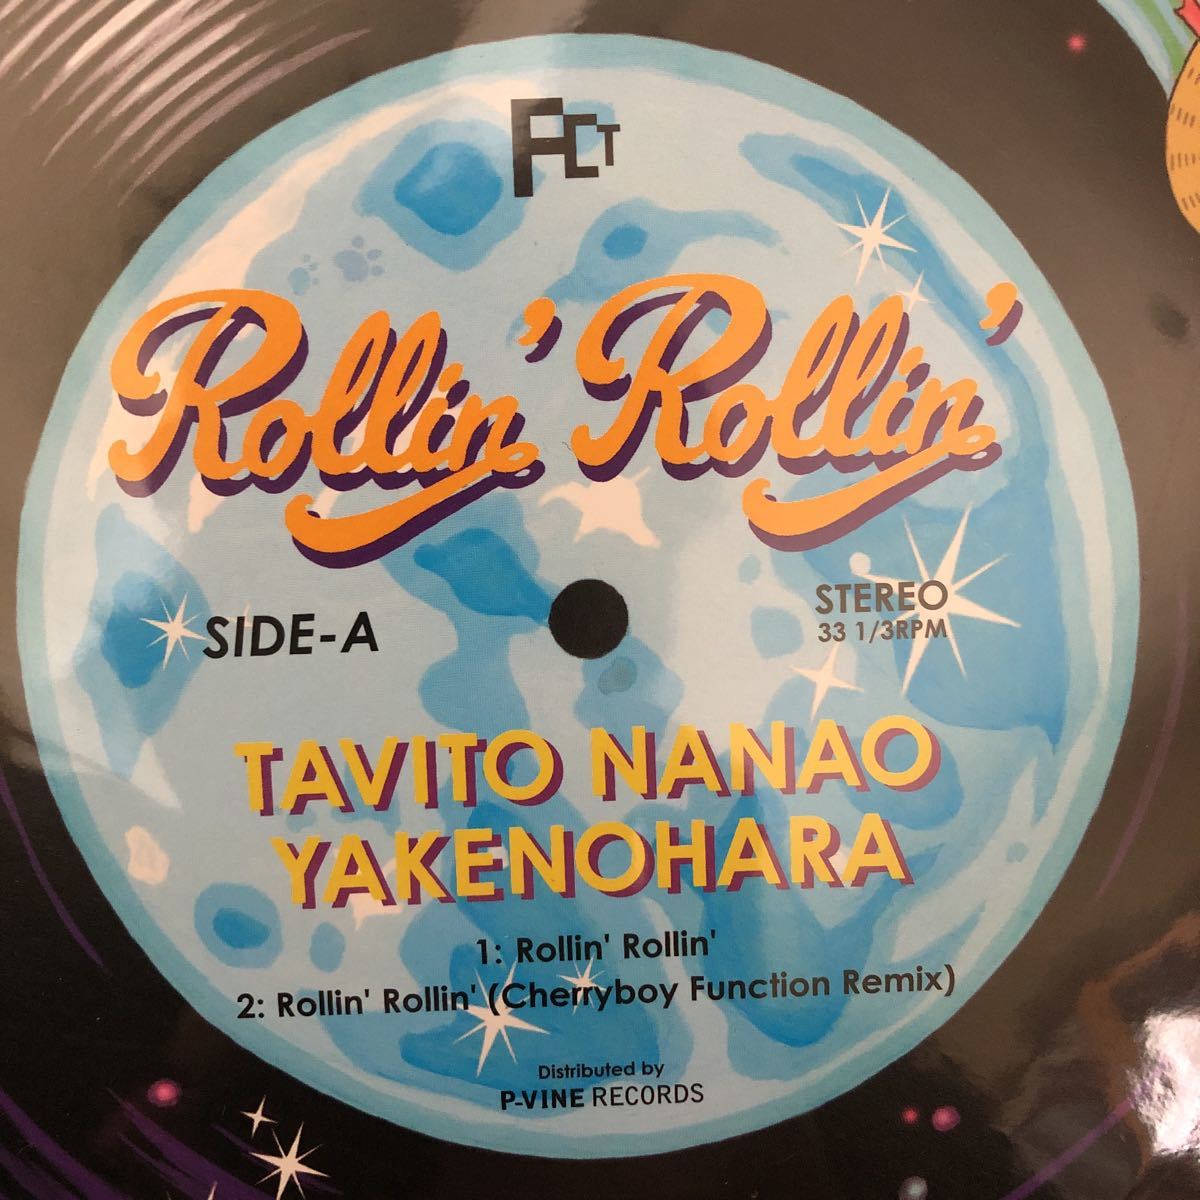 FCT
Rollin' Rollin'
SIDE-A
STEREO
33 1/3RPM
TAVITO NANAO
YAKENOHARA
1: Rollin' Rollin'
2: Rollin' Rollin' (Cherryboy Function Remix)
Distributed by
P-VINE RECORDS